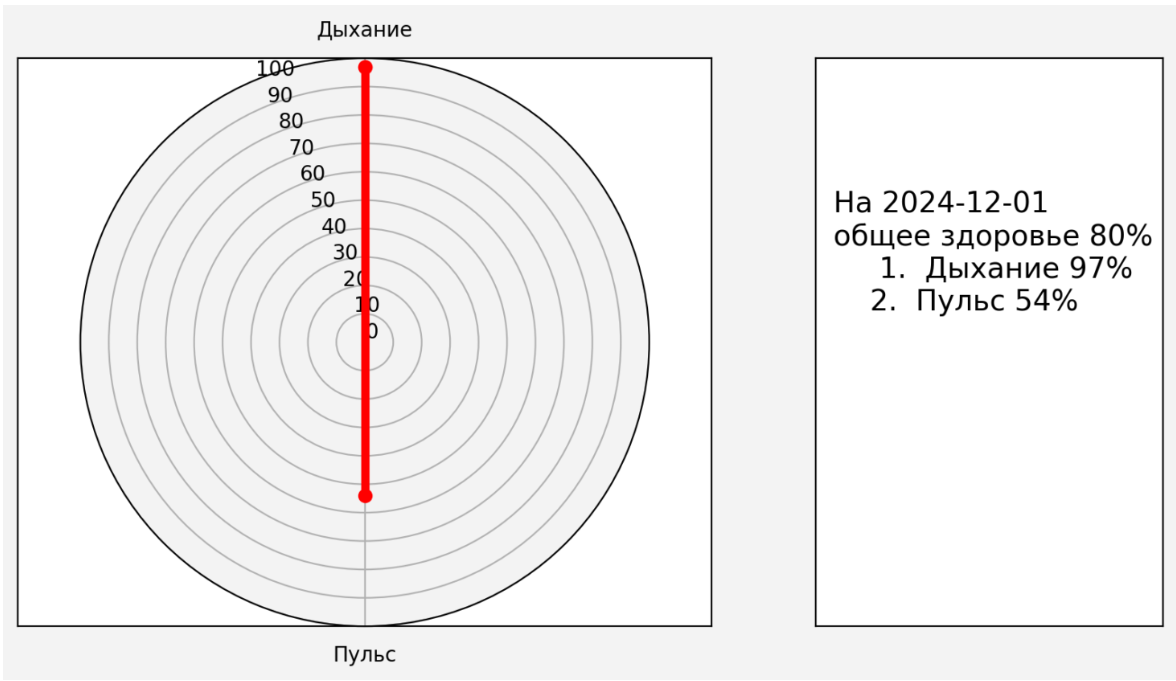 Дыхание
100
90
80
70
60
50
40
30
20
10
0
Пульс
На 2024-12-01
общее здоровье 80%
1. Дыхание 97%
2. Пульс 54%